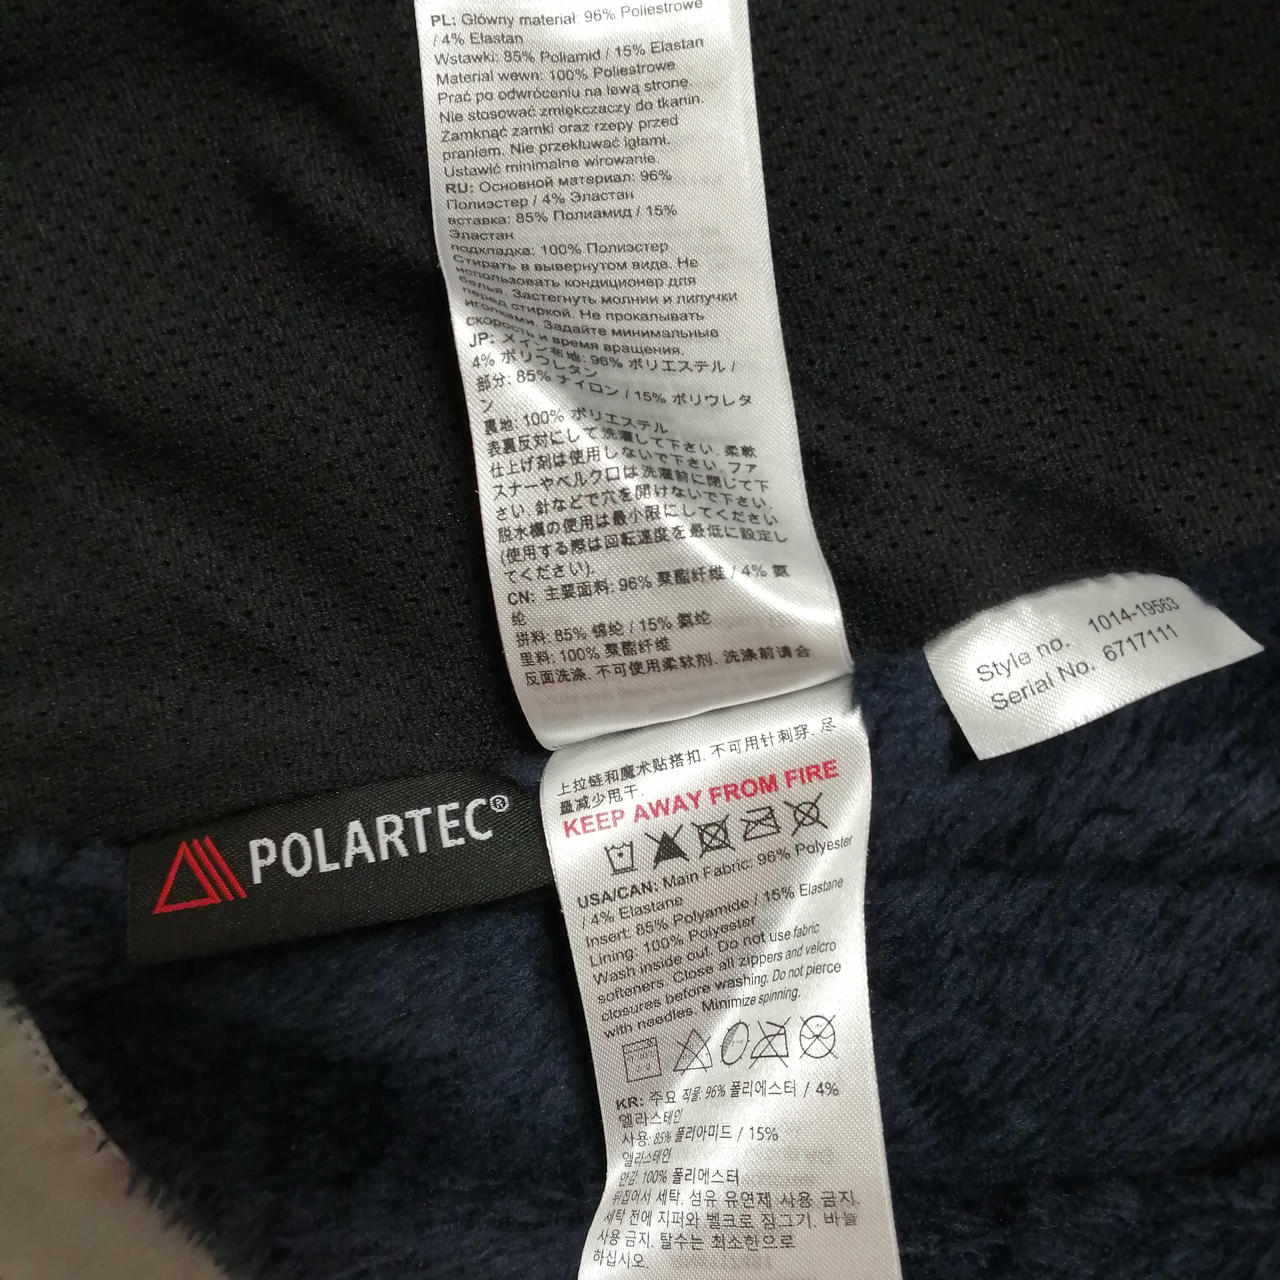 PL: Główny materiał: 96% Poliestrowe
/ 4% Elastan
Wstawki: 85% Poliamid / 15% Elastan
Materiał wewn: 100% Poliestrowe
Prać po odwróceniu na lewą stronę.
Nie stosować zmiękczaczy do tkanin.
Zamknąć zamki oraz rzepy przed
praniem. Nie przekłuwać igłami.
Ustawić minimalne wirowanie.
RU: Основной материал: 96%
Полиэстер / 4% Эластан
вставка: 85% Полиамид / 15%
Эластан
подкладка: 100% Полиэстер
Стирать в вывернутом виде. Не
использовать кондиционер для
белья. Застегнуть молнии и липучки
перед стиркой. Не прокалывать
иголками. Задайте минимальные
скорость и время вращения.
JP: メイン布地: 96% ポリエステル /
4% ポリウレタン
部分: 85% ナイロン / 15% ポリウレタ
ン
裏地: 100% ポリエステル
表裏反対にして洗濯して下さい. 柔軟
仕上げ剤は使用しないで下さい. ファ
スナーやベルクロは洗濯前に閉じて下
さい. 針などで穴を開けないで下さい.
脱水機の使用は最小限にしてください
(使用する際は回転速度を最低に設定し
てください).
CN: 主要面料: 96% 聚酯纤维 / 4% 氨
纶
拼料: 85% 锦纶 / 15% 氨纶
里料: 100% 聚酯纤维
反面洗涤. 不可使用柔软剂. 洗涤前请合
上拉链和魔术贴搭扣. 不可用针刺穿. 尽
量减少甩干.
KEEP AWAY FROM FIRE
USA/CAN: Main Fabric: 96% Polyester
/ 4% Elastane
Insert: 85% Polyamide / 15% Elastane
Lining: 100% Polyester
Wash inside out. Do not use fabric
softeners. Close all zippers and velcro
closures before washing. Do not pierce
with needles. Minimize spinning.
KR: 주요 직물: 96% 폴리에스터 / 4%
엘라스테인
사용: 85% 폴리아미드 / 15%
엘라스테인
안감: 100% 폴리에스터
뒤집어서 세탁. 섬유 유연제 사용 금지.
세탁 전에 지퍼와 벨크로 잠그기. 바늘
사용 금지. 탈수는 최소한으로
하십시오.
POLARTEC®
Style no. 1014-19563
Serial No. 6717111